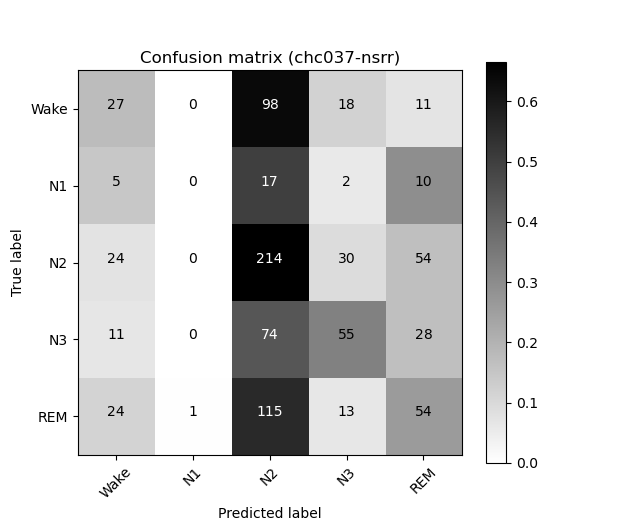 Confusion matrix (chc037-nsrr)
Wake 27 0 98 18 11
N1 5 0 17 2 10
N2 24 0 214 30 54
N3 11 0 74 55 28
REM 24 1 115 13 54
Wake N1 N2 N3 REM
Predicted label
True label
0.6
0.5
0.4
0.3
0.2
0.1
0.0